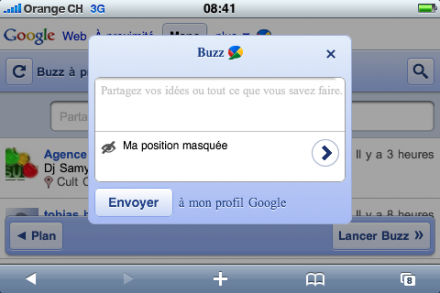 Orange CH 3G 08:41
Google Web À proximité Maps plus
Buzz
Buzz à p
Partagez vos idées ou tout ce que vous savez faire.
Parta
Ma position masquée
Agence
Il y a 3 heures
Dj Samy
Cult C
Envoyer à mon profil Google
tobias b
Il y a 8 heures
Plan
Lancer Buzz »
8